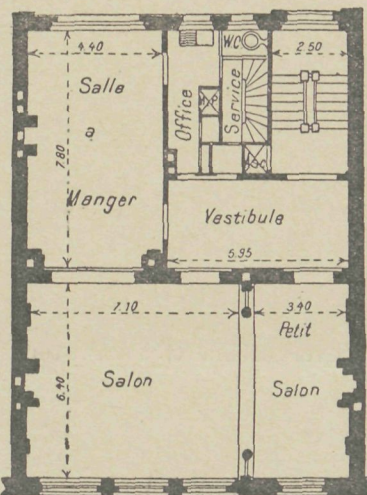 4.40
WC
2.50
Salle
a
Manger
7.80
Office
Service
Vestibule
5.95
7.10
3.40
Petit
Salon
Salon
6.40